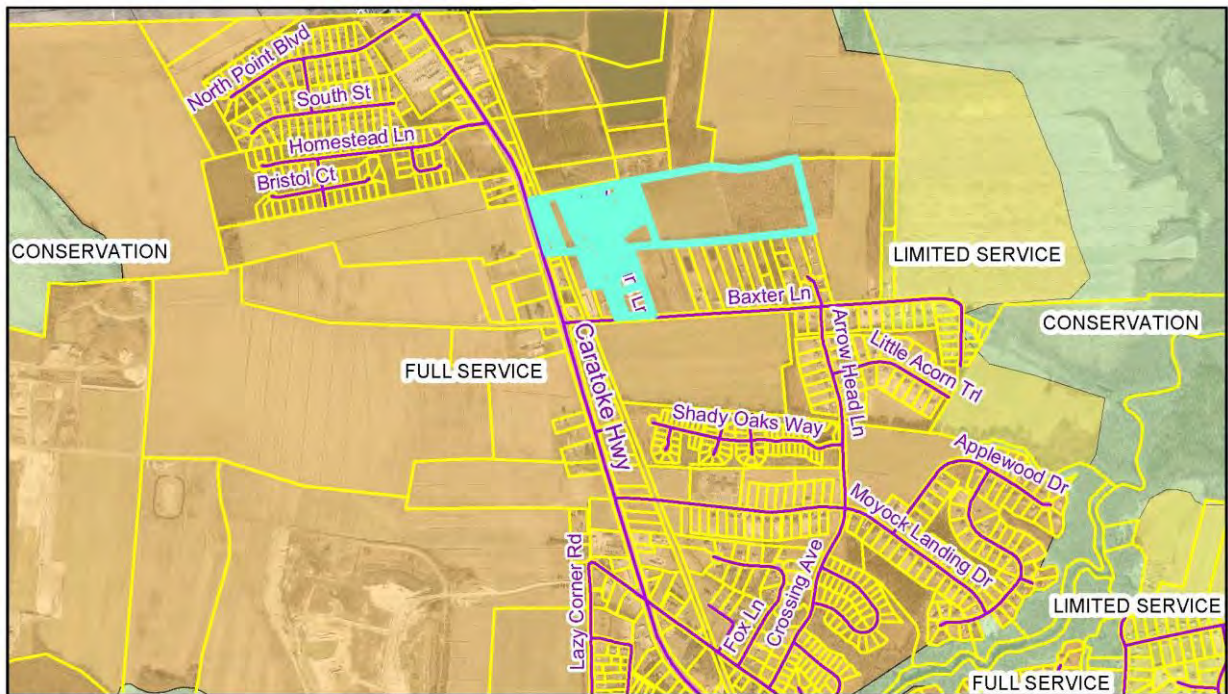 North Point Blvd
South St
Homestead Ln
Bristol Ct
CONSERVATION
LIMITED SERVICE
Baxter Ln
CONSERVATION
Arrow Head Ln
Little Acorn Trl
FULL SERVICE
Caratoke Hwy
Shady Oaks Way
Applewood Dr
Moyock Landing Dr
Lazy Corner Rd
Fox Ln
Crossing Ave
LIMITED SERVICE
FULL SERVICE